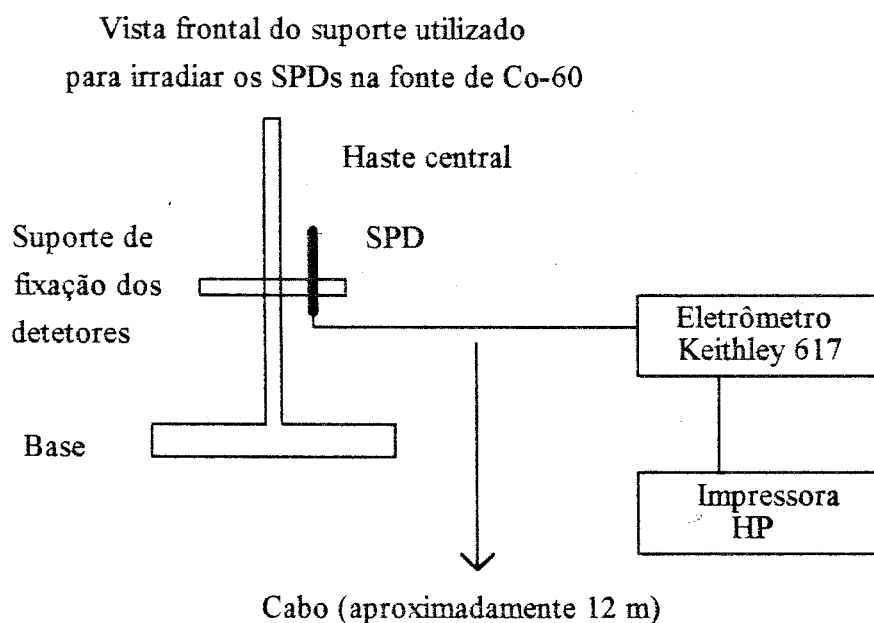 Vista frontal do suporte utilizado
para irradiar os SPDs na fonte de Co-60
Haste central
Suporte de
fixação dos
detetores
SPD
Eletrômetro
Keithley 617
Base
Impressora
HP
Cabo (aproximadamente 12 m)